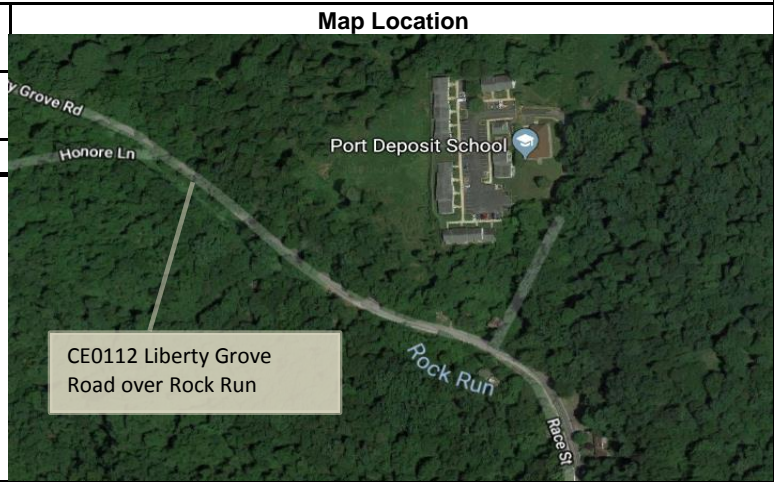 Map Location
y Grove Rd
Honore Ln
Port Deposit School
CE0112 Liberty Grove
Road over Rock Run
Rock Run
Race St